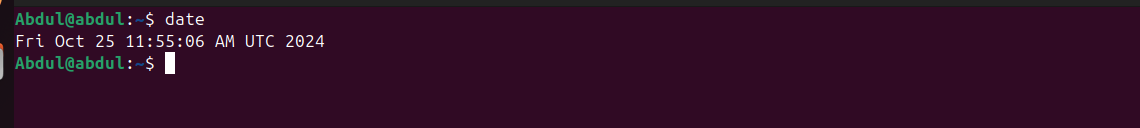 Abdul@abdul:~$ date
Fri Oct 25 11:55:06 AM UTC 2024
Abdul@abdul:~$